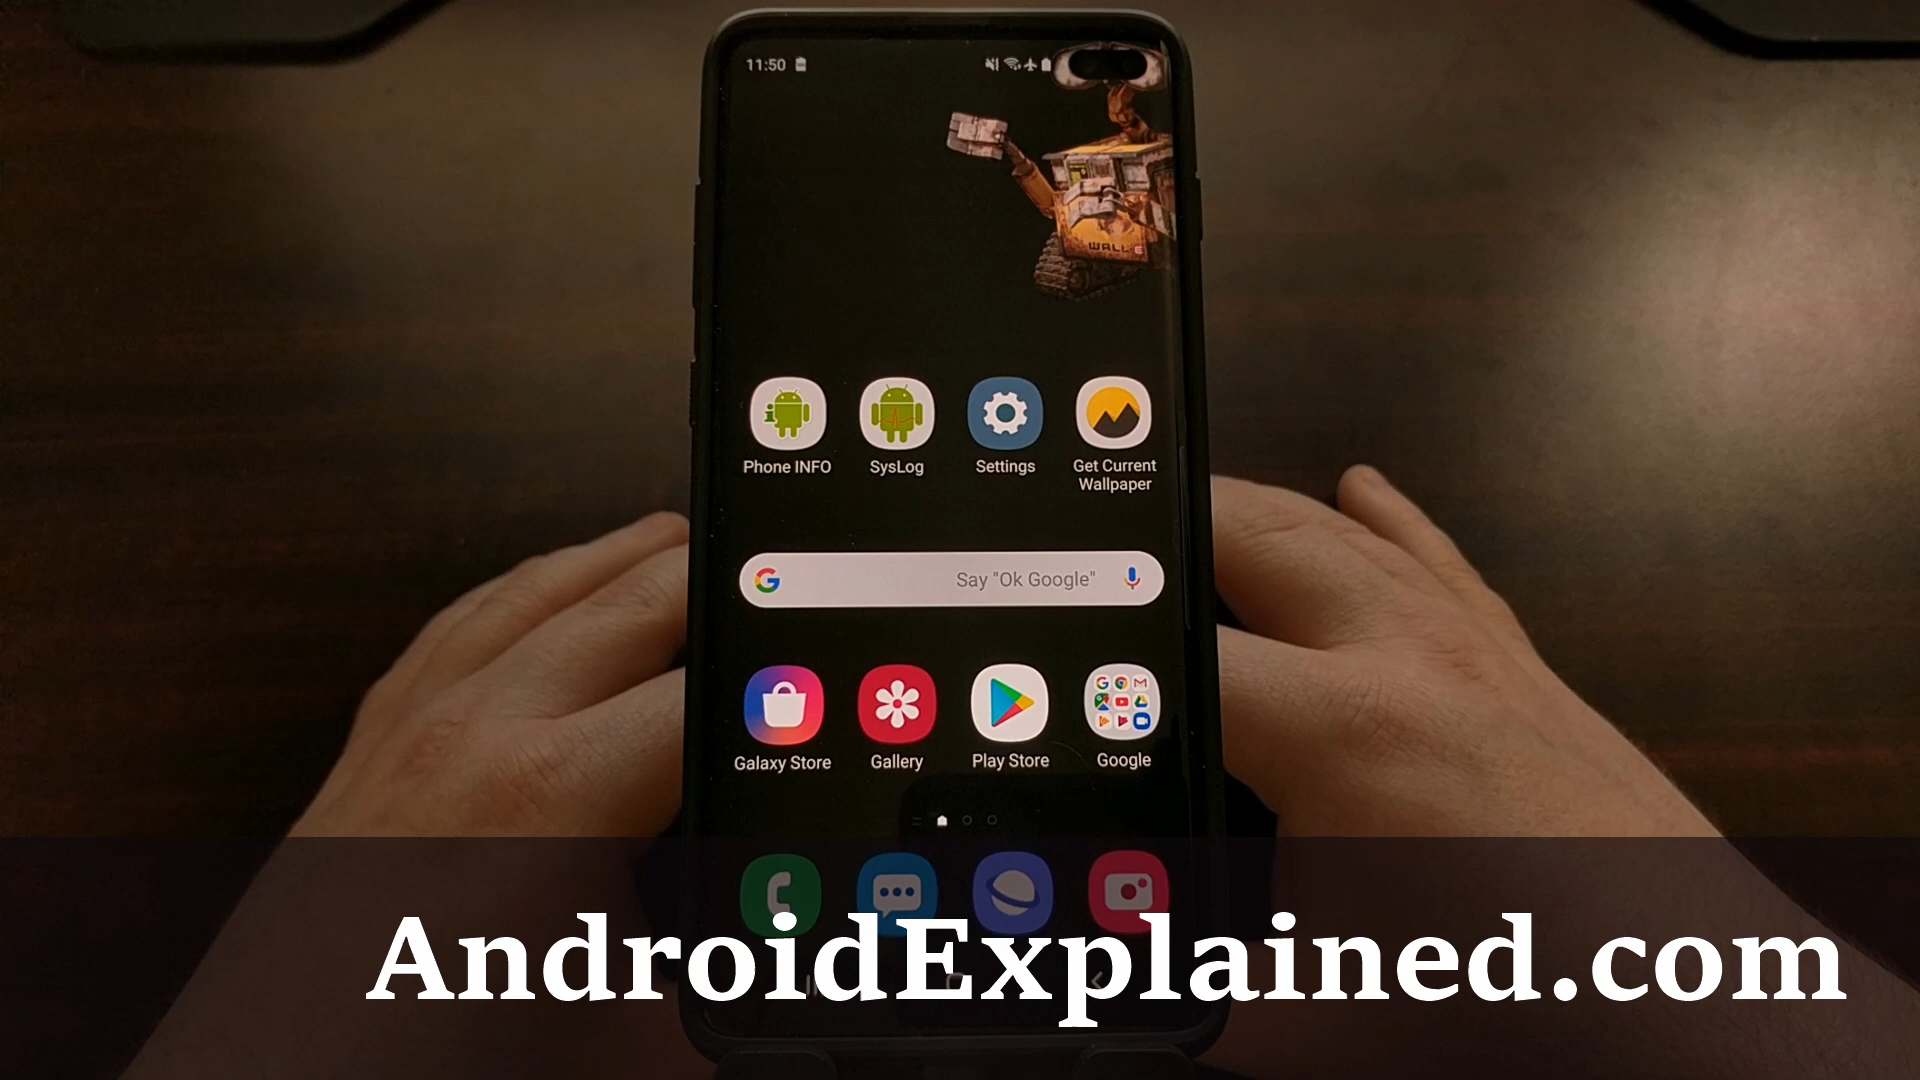 11:50
WALL·E
Phone INFO
SysLog
Settings
Get Current
Wallpaper
Say "Ok Google"
Galaxy Store
Gallery
Play Store
Google
AndroidExplained.com